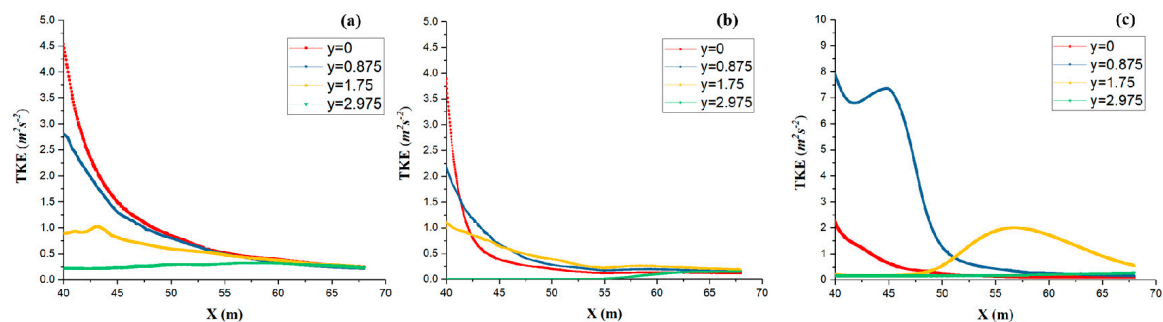 (a)
TKE (m²s⁻²)
5.0
4.5
4.0
3.5
3.0
2.5
2.0
1.5
1.0
0.5
0.0
y=0
y=0.875
y=1.75
y=2.975
40 45 50 55 60 65 70
X (m)
(b)
TKE (m²s⁻²)
5.0
4.5
4.0
3.5
3.0
2.5
2.0
1.5
1.0
0.5
0.0
y=0
y=0.875
y=1.75
y=2.975
40 45 50 55 60 65 70
X (m)
(c)
TKE (m²s⁻²)
10
9
8
7
6
5
4
3
2
1
0
y=0
y=0.875
y=1.75
y=2.975
40 45 50 55 60 65 70
X (m)